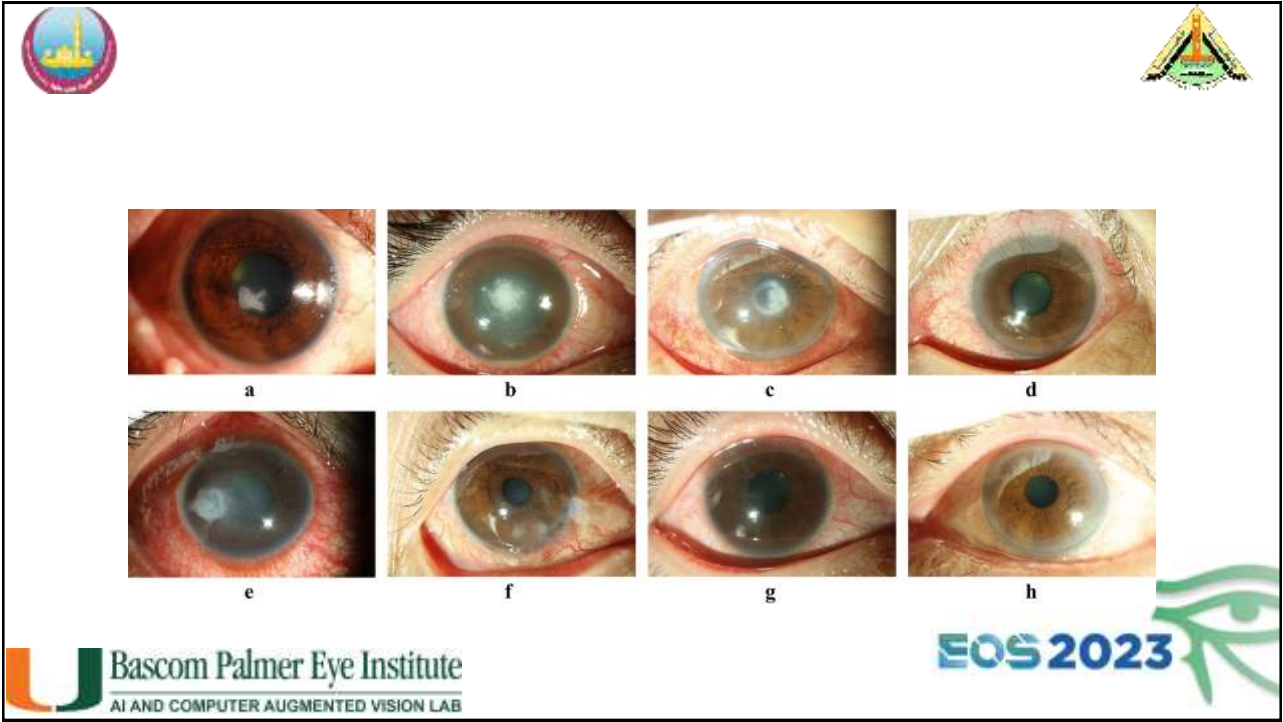 a b c d
e f g h
Bascom Palmer Eye Institute
AI AND COMPUTER AUGMENTED VISION LAB
EOS 2023